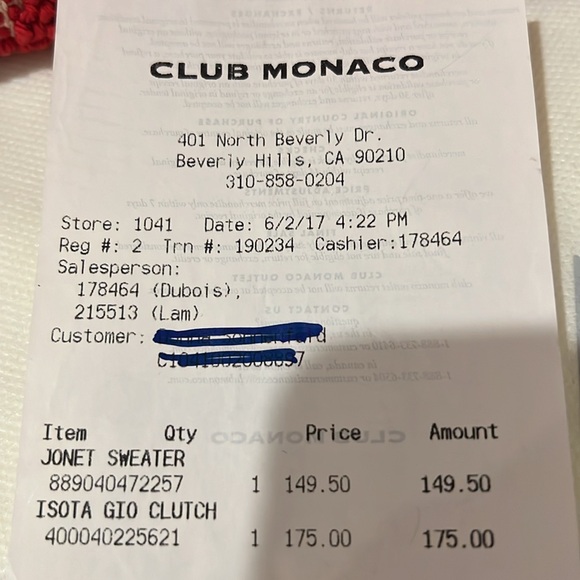 CLUB MONACO
401 North Beverly Dr.
Beverly Hills, CA 90210
310-858-0204
Store: 1041 Date: 6/2/17 4:22 PM
Reg #: 2 Trn #: 190234 Cashier:178464
Salesperson:
178464 (Dubois),
215513 (Lam)
Customer:
Item Qty Price Amount
JONET SWEATER
889040472257 1 149.50 149.50
ISOTA GIO CLUTCH
400040225621 1 175.00 175.00